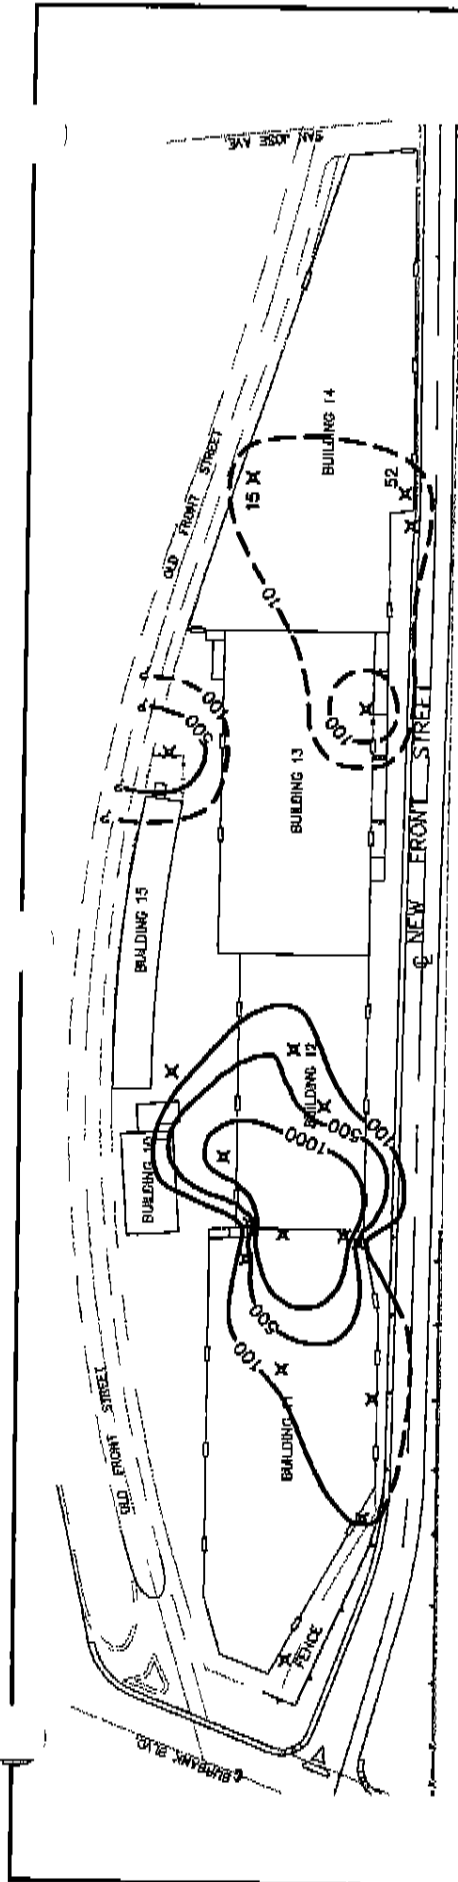 SAN JOSE AVE
BUILDING 14
OLD FRONT STREET
15
52
10
100
500
100
BUILDING 13
BUILDING 15
℄ NEW FRONT STREET
BUILDING 12
BUILDING 10
1000
500
100
500
100
BUILDING 11
OLD FRONT STREET
FENCE
BURBANK BLVD.